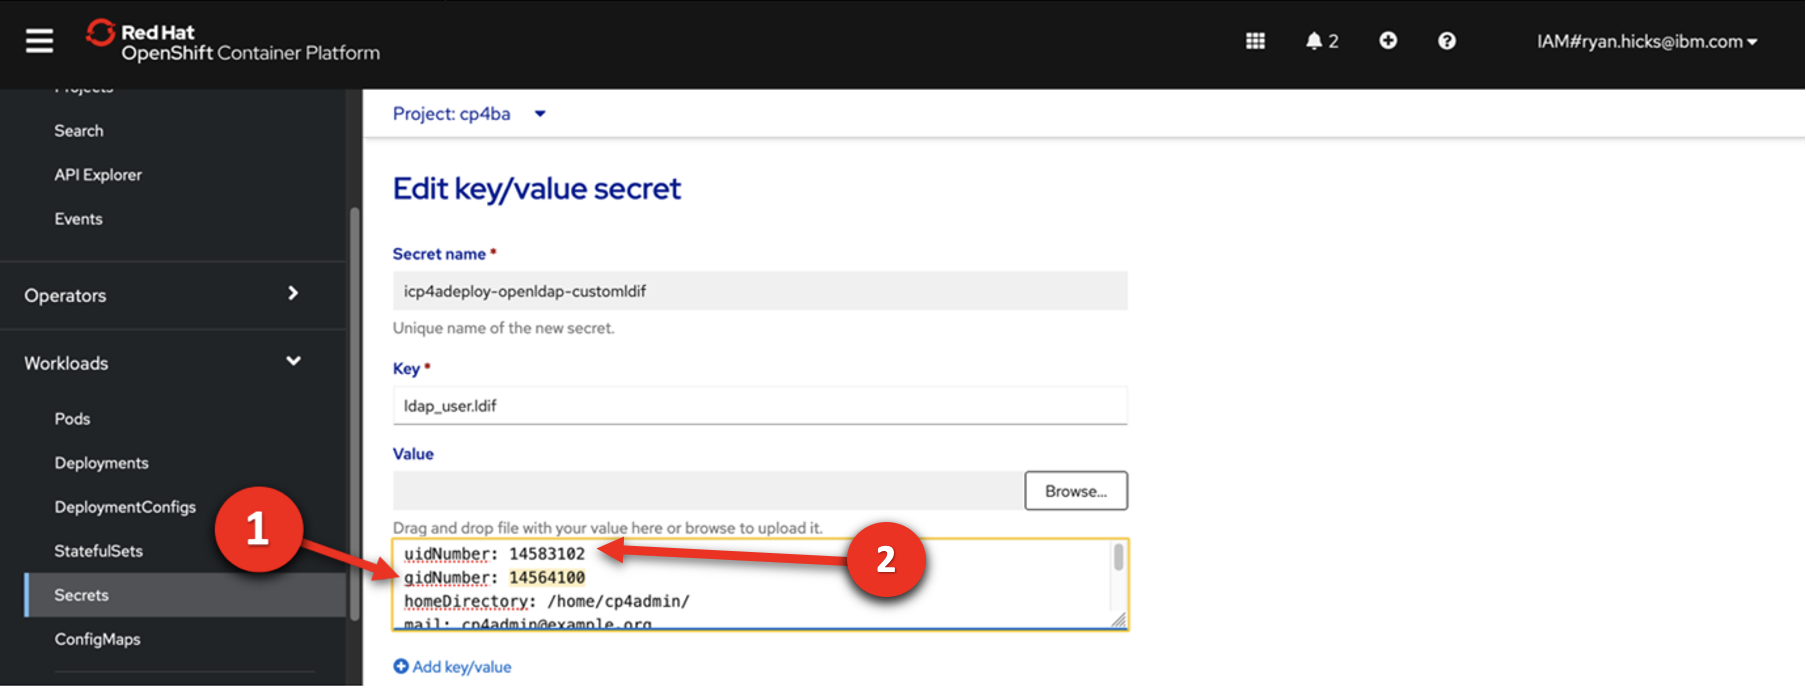 Red Hat
OpenShift Container Platform
2
IAM#ryan.hicks@ibm.com
Projects
Search
API Explorer
Events
Operators
Workloads
Pods
Deployments
DeploymentConfigs
StatefulSets
Secrets
ConfigMaps
Project: cp4ba
Edit key/value secret
Secret name *
icp4adeploy-openldap-customldif
Unique name of the new secret.
Key *
ldap_user.ldif
Value
Browse...
Drag and drop file with your value here or browse to upload it.
uidNumber: 14583102
gidNumber: 14564100
homeDirectory: /home/cp4admin/
mail: cp4admin@example.org
Add key/value
1
2